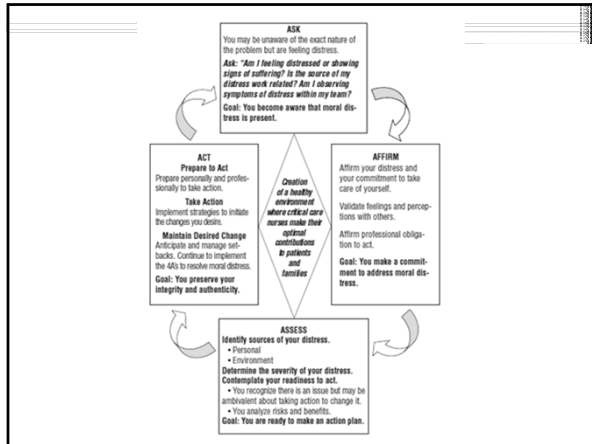 ASK
You may be unaware of the exact nature of
the problem but are feeling distress.
Ask: "Am I feeling distressed or showing
signs of suffering? Is the source of my
distress work related? Am I observing
symptoms of distress within my team?
Goal: You become aware that moral dis-
tress is present.
ACT
Prepare to Act
Prepare personally and profes-
sionally to take action.
Take Action
Implement strategies to initiate
the changes you desire.
Maintain Desired Change
Anticipate and manage set-
backs. Continue to implement
the 4A's to resolve moral distress.
Goal: You preserve your
integrity and authenticity.
Creation
of a healthy
environment
where critical care
nurses make their
optimal
contributions
to patients
and
families
AFFIRM
Affirm your distress and
your commitment to take
care of yourself.
Validate feelings and percep-
tions with others.
Affirm professional obliga-
tion to act.
Goal: You make a commit-
ment to address moral dis-
tress.
ASSESS
Identify sources of your distress.
• Personal
• Environment
Determine the severity of your distress.
Contemplate your readiness to act.
• You recognize there is an issue but may be
ambivalent about taking action to change it.
• You analyze risks and benefits.
Goal: You are ready to make an action plan.